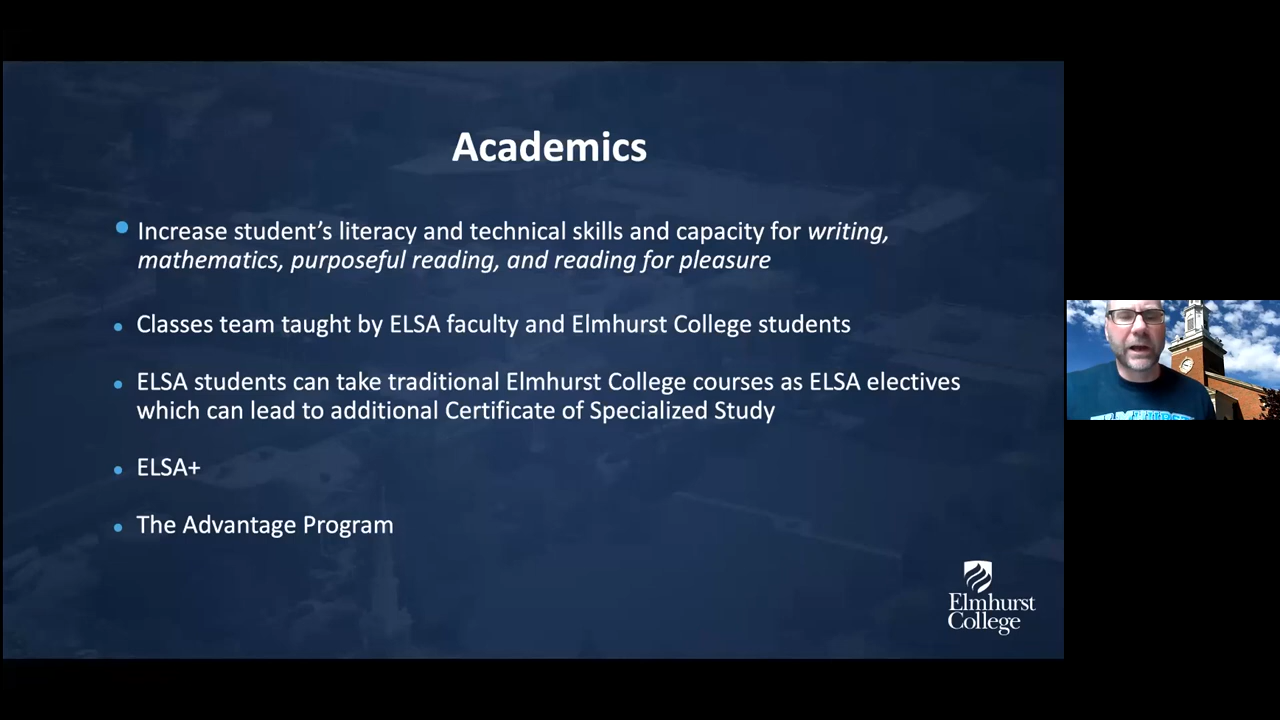 Academics
Increase student’s literacy and technical skills and capacity for writing,
mathematics, purposeful reading, and reading for pleasure
Classes team taught by ELSA faculty and Elmhurst College students
ELSA students can take traditional Elmhurst College courses as ELSA electives
which can lead to additional Certificate of Specialized Study
ELSA+
The Advantage Program
Elmhurst
College